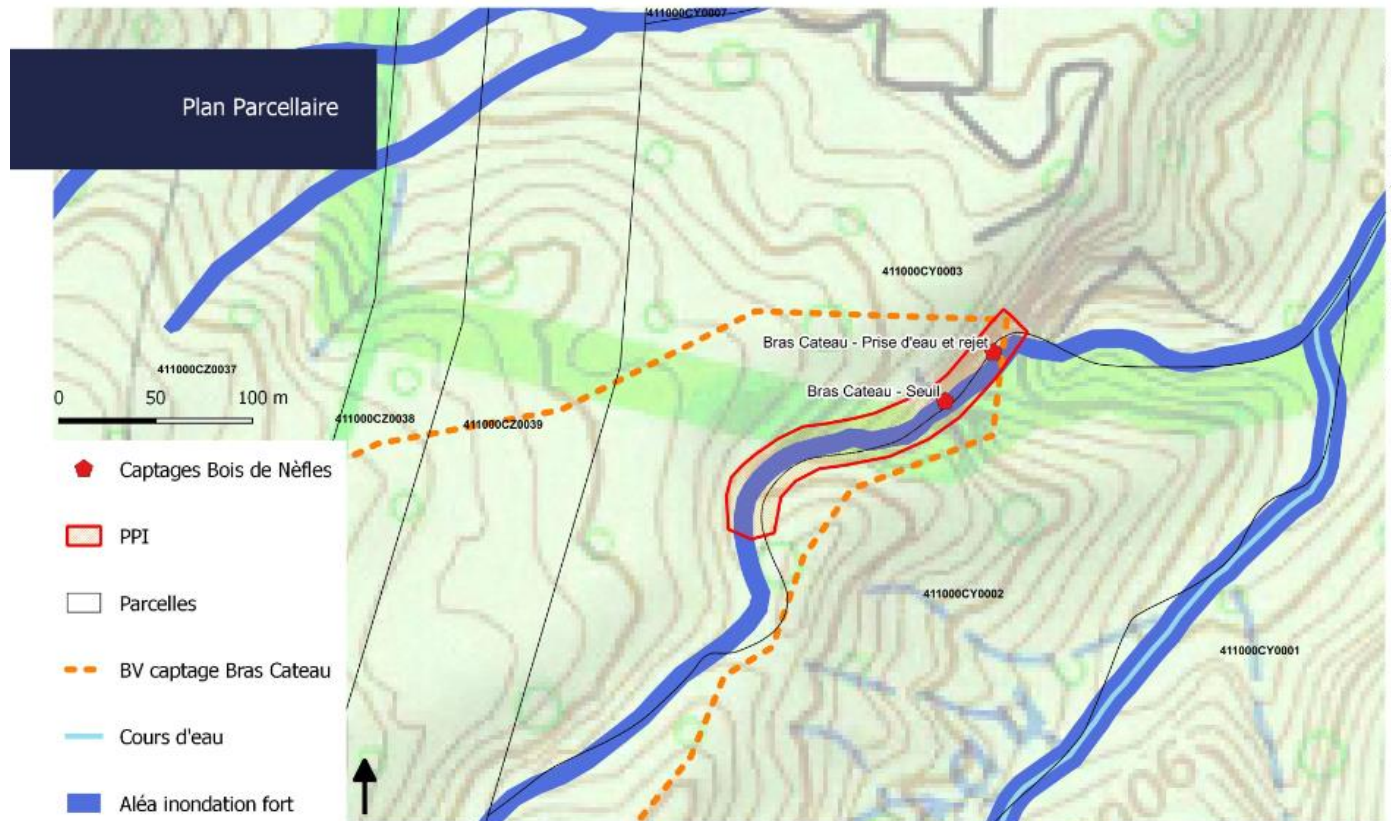 411000CY0007
Plan Parcellaire
411000CY0003
Bras Cateau - Prise d'eau et rejet
411000CZ0037
0 50 100 m
Bras Cateau - Seuil
411000CZ0038
411000CZ0039
Captages Bois de Nèfles
PPI
Parcelles
411000CY0002
411000CY0001
BV captage Bras Cateau
Cours d'eau
Aléa inondation fort